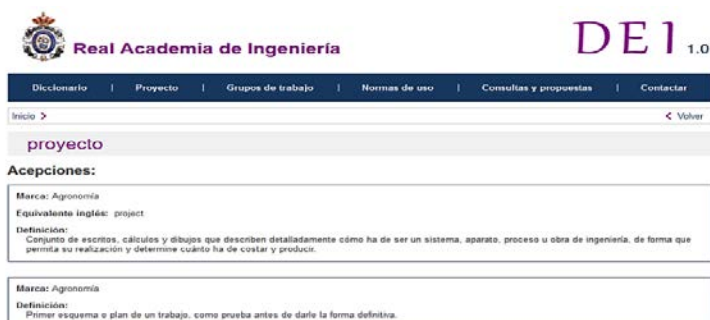 Real Academia de Ingeniería
DEI 1.0
Diccionario | Proyecto | Grupos de trabajo | Normas de uso | Consultas y propuestas | Contactar
Inicio > < Volver
proyecto
Acepciones:
Marca: Agronomía
Equivalente inglés: project
Definición:
Conjunto de escritos, cálculos y dibujos que describen detalladamente cómo ha de ser un sistema, aparato, proceso u obra de ingeniería, de forma que
permita su realización y determine cuánto ha de costar y producir.
Marca: Agronomía
Definición:
Primer esquema o plan de un trabajo, como prueba antes de darle la forma definitiva.